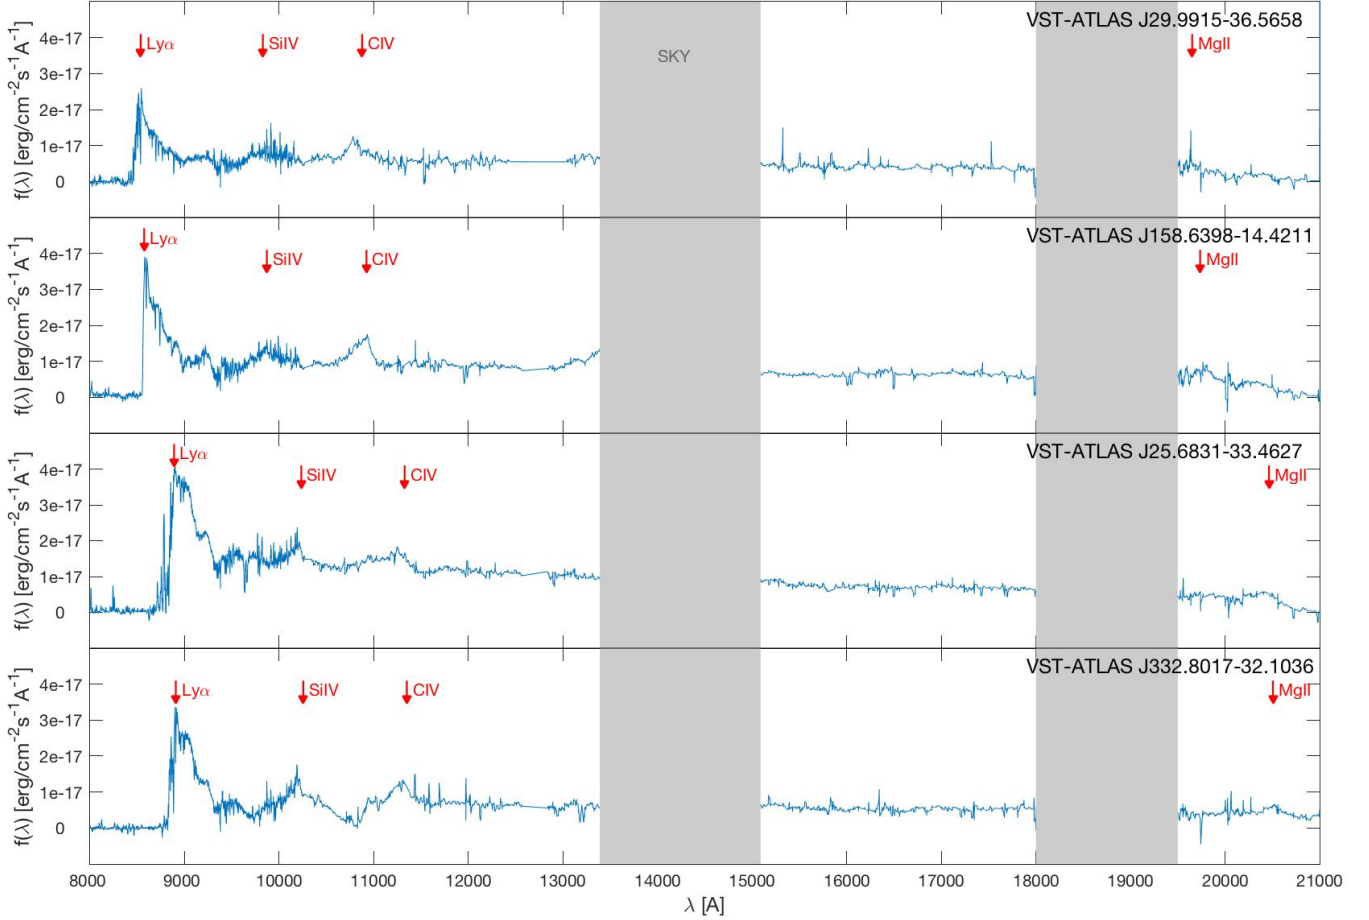 VST-ATLAS J29.9915-36.5658
4e-17
3e-17
2e-17
1e-17
0
f(λ) [erg/cm⁻²s⁻¹A⁻¹]
Lyα SiIV CIV SKY MgII
VST-ATLAS J158.6398-14.4211
4e-17
3e-17
2e-17
1e-17
0
f(λ) [erg/cm⁻²s⁻¹A⁻¹]
Lyα SiIV CIV MgII
VST-ATLAS J25.6831-33.4627
4e-17
3e-17
2e-17
1e-17
0
f(λ) [erg/cm⁻²s⁻¹A⁻¹]
Lyα SiIV CIV MgII
VST-ATLAS J332.8017-32.1036
4e-17
3e-17
2e-17
1e-17
0
f(λ) [erg/cm⁻²s⁻¹A⁻¹]
Lyα SiIV CIV MgII
8000 9000 10000 11000 12000 13000 14000 15000 16000 17000 18000 19000 20000 21000
λ [A]